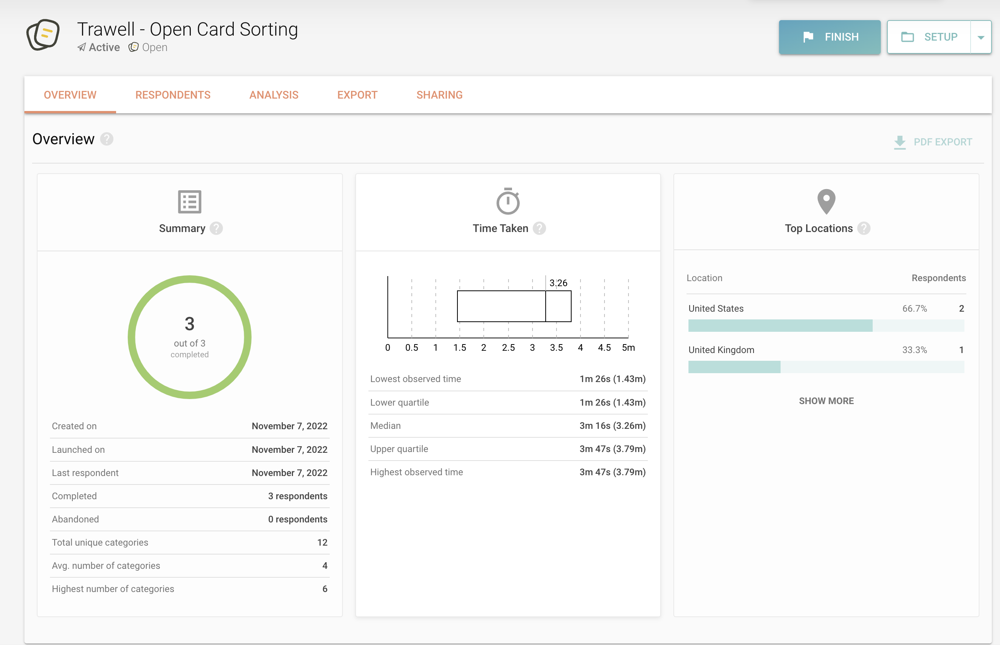 Trawell - Open Card Sorting
Active Open
FINISH
SETUP
OVERVIEW RESPONDENTS ANALYSIS EXPORT SHARING
Overview ?
PDF EXPORT
Summary ?
3
out of 3
completed
Created on November 7, 2022
Launched on November 7, 2022
Last respondent November 7, 2022
Completed 3 respondents
Abandoned 0 respondents
Total unique categories 12
Avg. number of categories 4
Highest number of categories 6
Time Taken ?
3.26
0 0.5 1 1.5 2 2.5 3 3.5 4 4.5 5m
Lowest observed time 1m 26s (1.43m)
Lower quartile 1m 26s (1.43m)
Median 3m 16s (3.26m)
Upper quartile 3m 47s (3.79m)
Highest observed time 3m 47s (3.79m)
Top Locations ?
Location Respondents
United States 66.7% 2
United Kingdom 33.3% 1
SHOW MORE